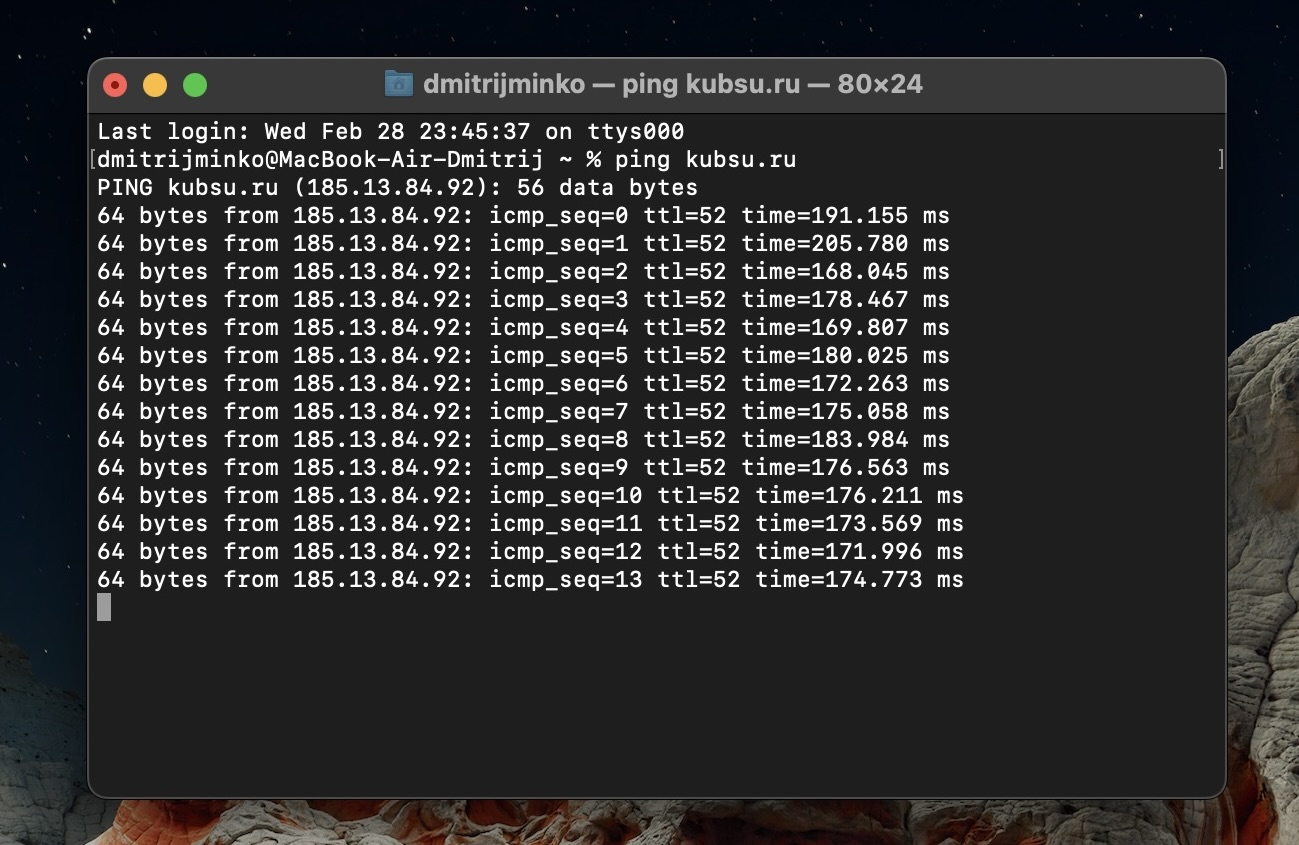 dmitrijminko — ping kubsu.ru — 80×24
Last login: Wed Feb 28 23:45:37 on ttys000
[dmitrijminko@MacBook-Air-Dmitrij ~ % ping kubsu.ru ]
PING kubsu.ru (185.13.84.92): 56 data bytes
64 bytes from 185.13.84.92: icmp_seq=0 ttl=52 time=191.155 ms
64 bytes from 185.13.84.92: icmp_seq=1 ttl=52 time=205.780 ms
64 bytes from 185.13.84.92: icmp_seq=2 ttl=52 time=168.045 ms
64 bytes from 185.13.84.92: icmp_seq=3 ttl=52 time=178.467 ms
64 bytes from 185.13.84.92: icmp_seq=4 ttl=52 time=169.807 ms
64 bytes from 185.13.84.92: icmp_seq=5 ttl=52 time=180.025 ms
64 bytes from 185.13.84.92: icmp_seq=6 ttl=52 time=172.263 ms
64 bytes from 185.13.84.92: icmp_seq=7 ttl=52 time=175.058 ms
64 bytes from 185.13.84.92: icmp_seq=8 ttl=52 time=183.984 ms
64 bytes from 185.13.84.92: icmp_seq=9 ttl=52 time=176.563 ms
64 bytes from 185.13.84.92: icmp_seq=10 ttl=52 time=176.211 ms
64 bytes from 185.13.84.92: icmp_seq=11 ttl=52 time=173.569 ms
64 bytes from 185.13.84.92: icmp_seq=12 ttl=52 time=171.996 ms
64 bytes from 185.13.84.92: icmp_seq=13 ttl=52 time=174.773 ms